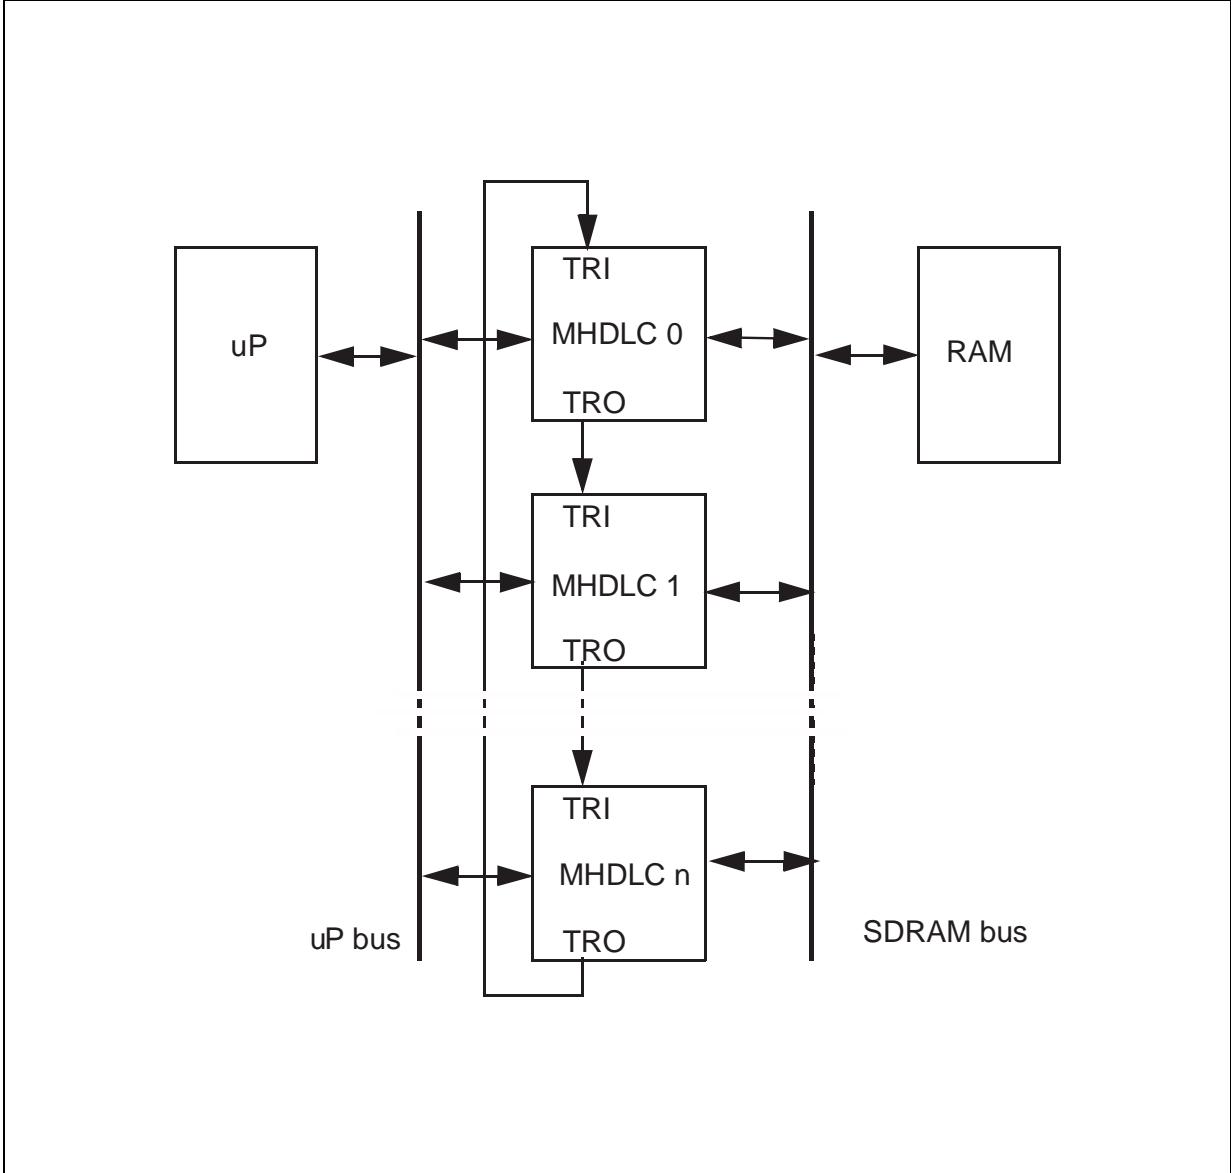 TRI
uP
MHDLC 0
RAM
TRO
TRI
MHDLC 1
TRO
TRI
MHDLC n
uP bus
TRO
SDRAM bus